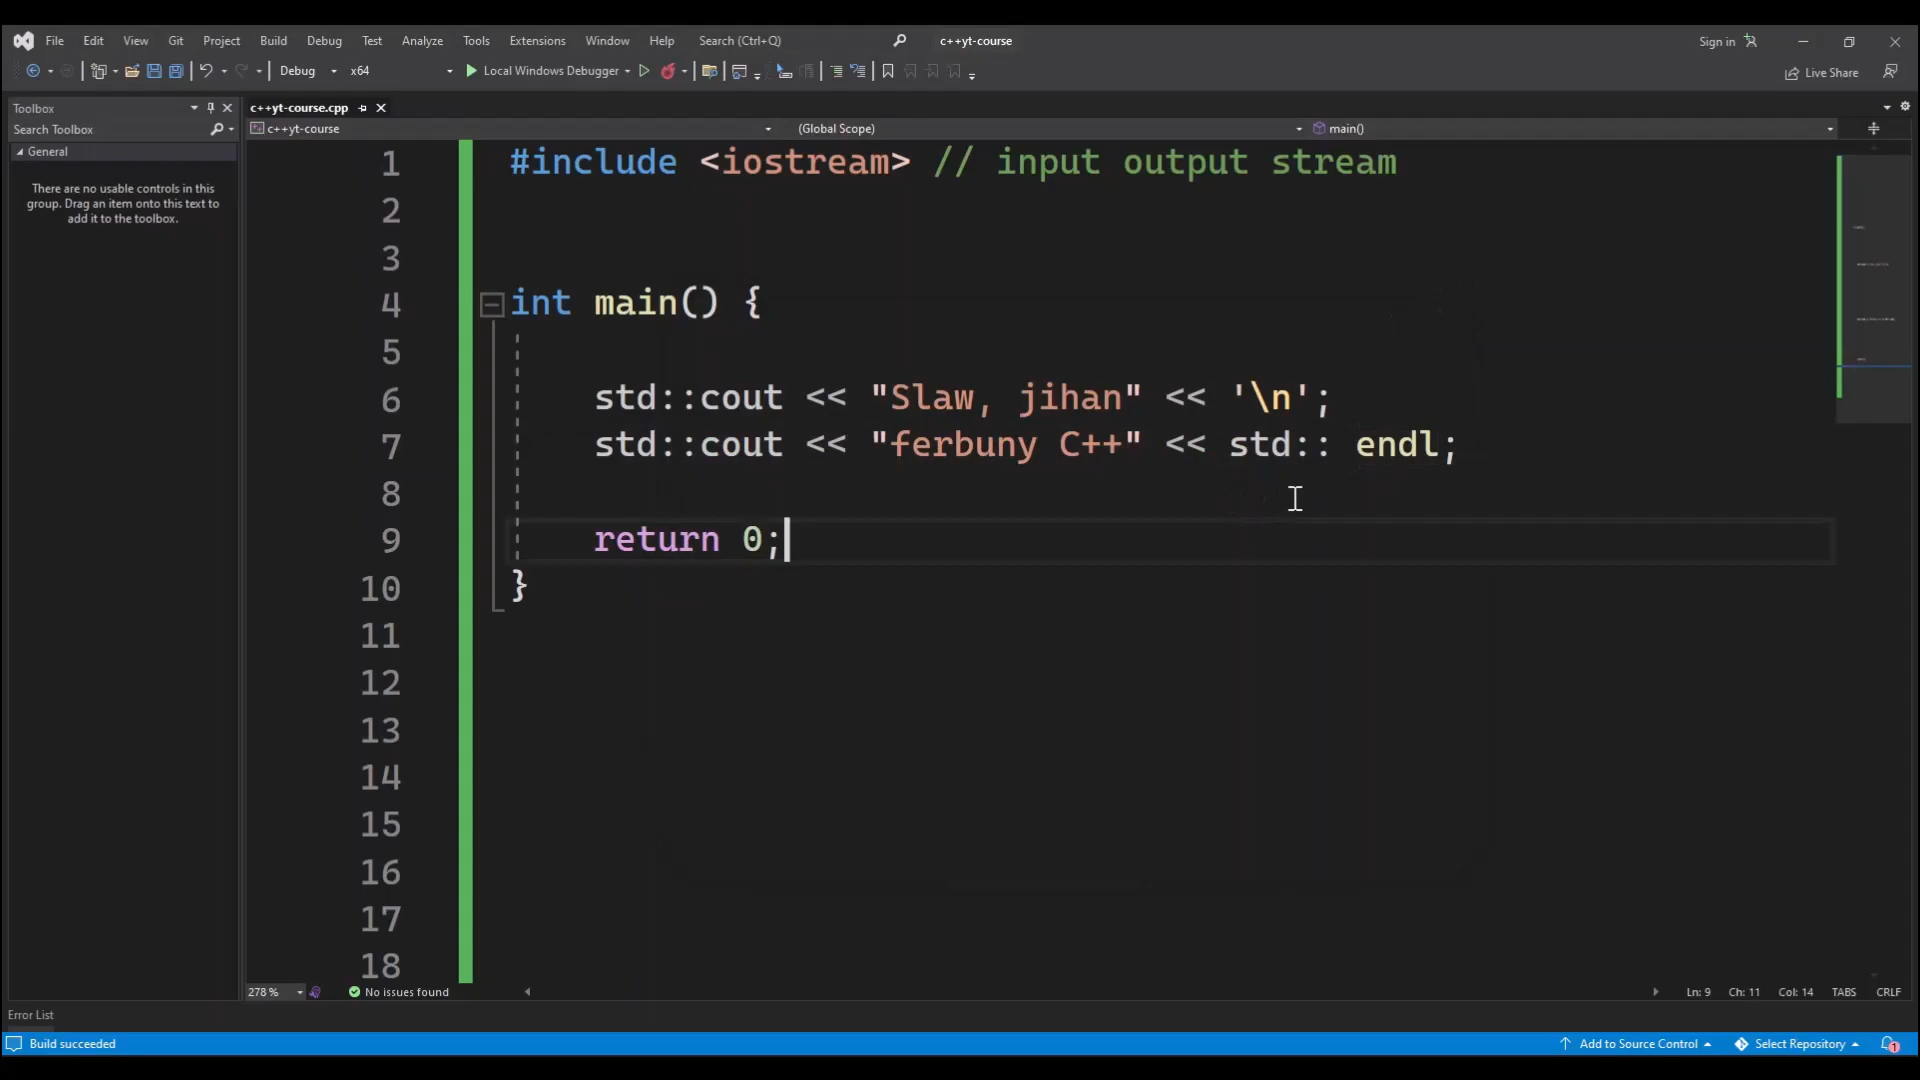 File Edit View Git Project Build Debug Test Analyze Tools Extensions Window Help Search (Ctrl+Q) c++yt-course Sign in
Debug x64 Local Windows Debugger Live Share
Toolbox
Search Toolbox
General
There are no usable controls in this
group. Drag an item onto this text to
add it to the toolbox.
c++yt-course.cpp
c++yt-course (Global Scope) main()
1 #include <iostream> // input output stream
2
3
4 int main() {
5
6 std::cout << "Slaw, jihan" << '\n';
7 std::cout << "ferbuny C++" << std:: endl;
8
9 return 0;
10 }
11
12
13
14
15
16
17
18
278 % No issues found Ln: 9 Ch: 11 Col: 14 TABS CRLF
Error List
Build succeeded Add to Source Control Select Repository 1